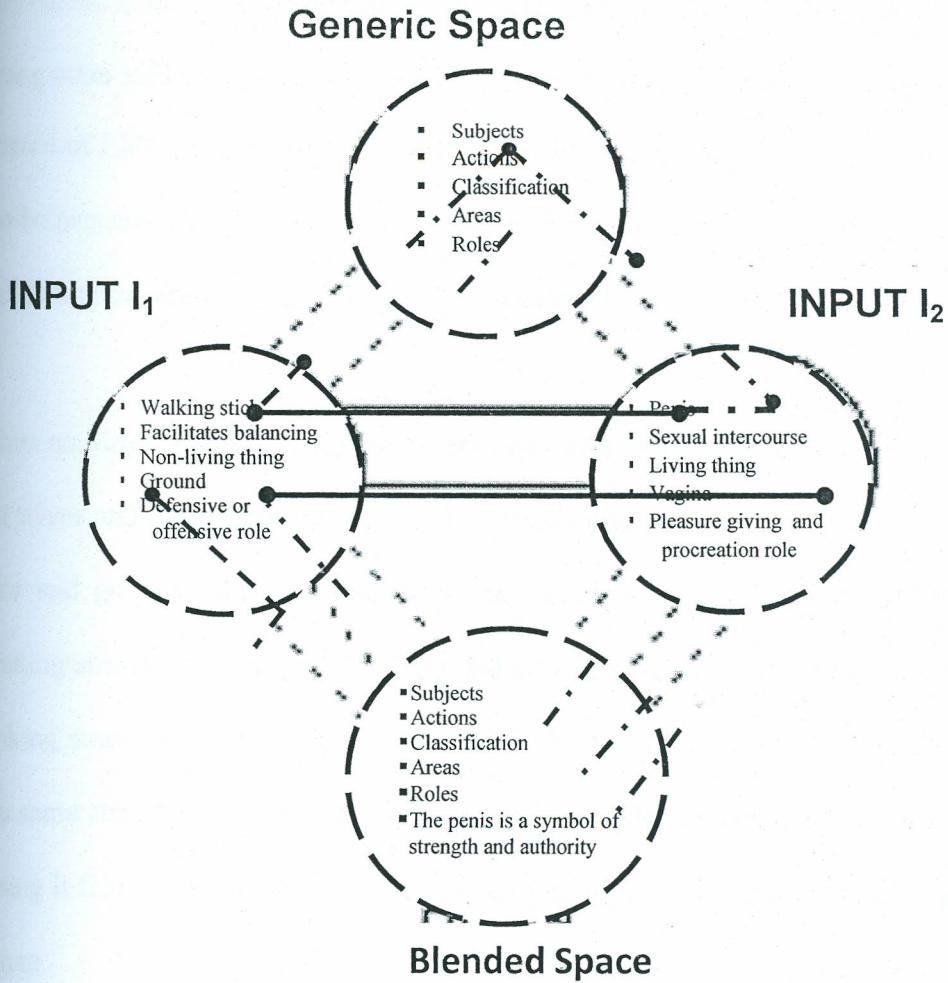 Generic Space
▪ Subjects
▪ Actions
▪ Classification
▪ Areas
▪ Roles
INPUT I₁
INPUT I₂
▪ Walking stick
▪ Facilitates balancing
▪ Non-living thing
▪ Ground
▪ Defensive or
offensive role
▪ Penis
▪ Sexual intercourse
▪ Living thing
▪ Vagina
▪ Pleasure giving and
procreation role
▪ Subjects
▪ Actions
▪ Classification
▪ Areas
▪ Roles
▪ The penis is a symbol of
strength and authority
Blended Space